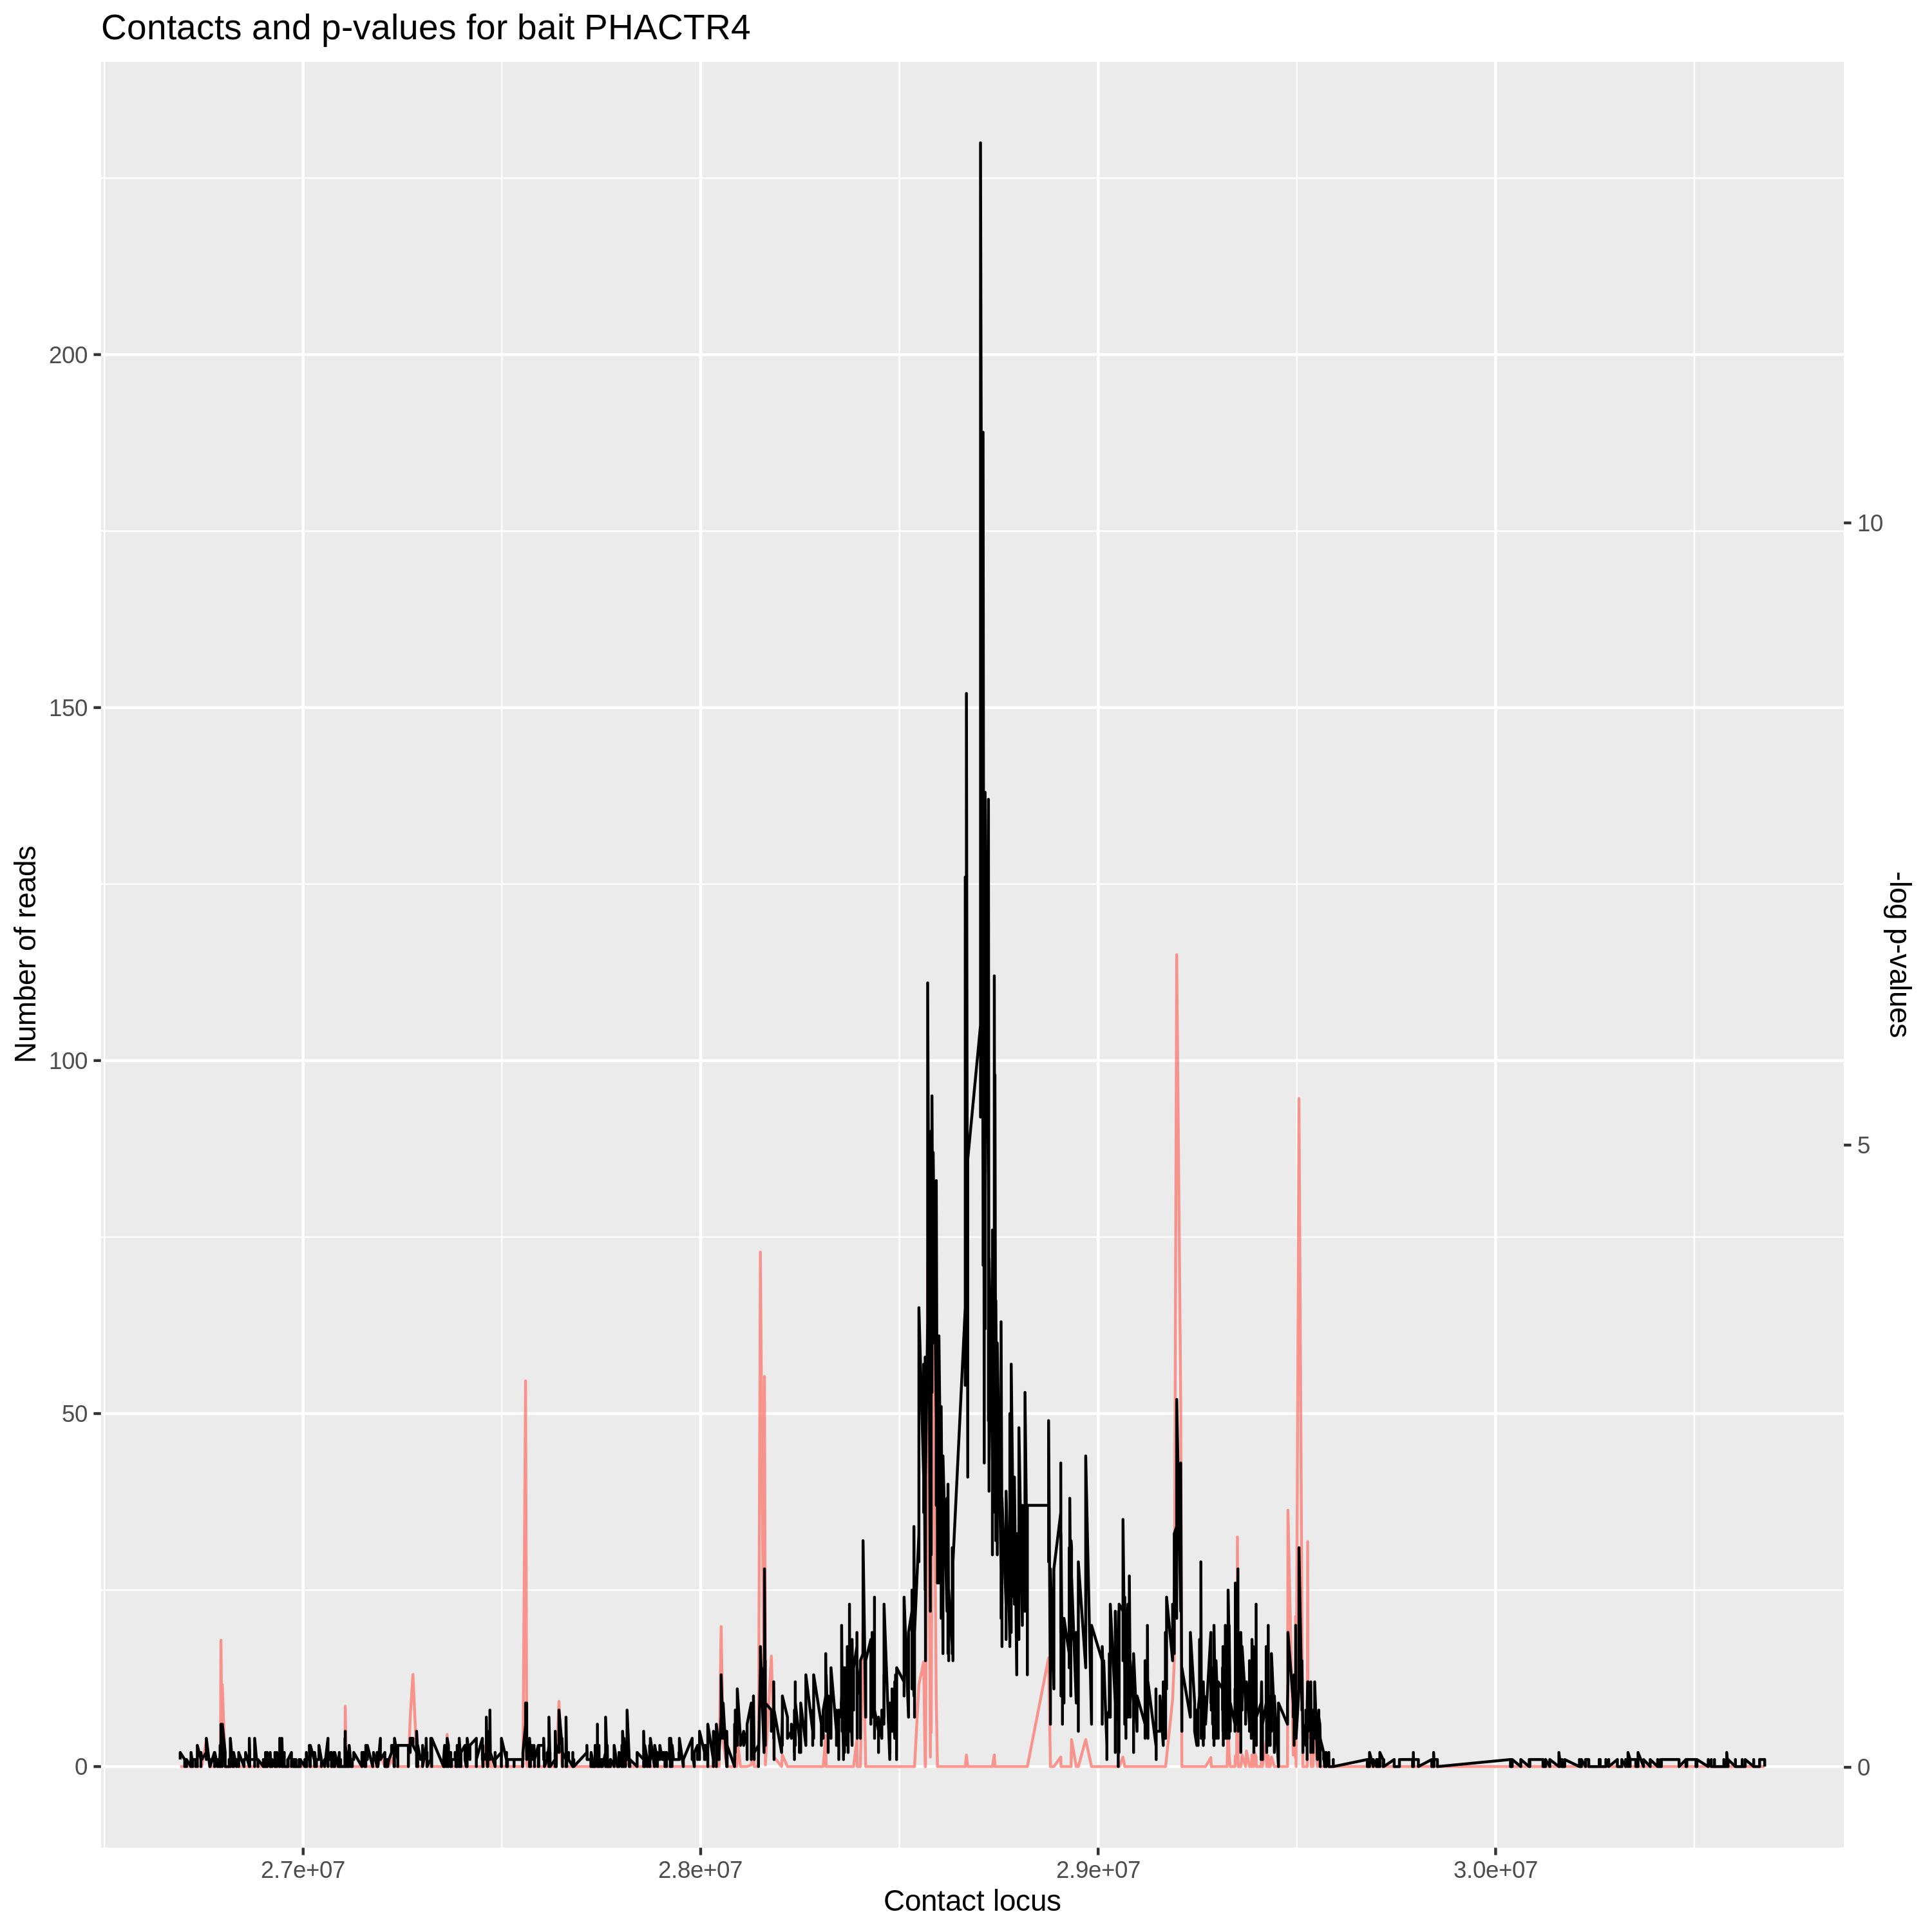 Contacts and p-values for bait PHACTR4
200
150
100
50
0
Number of reads
10
5
0
-log p-values
2.7e+07 2.8e+07 2.9e+07 3.0e+07
Contact locus